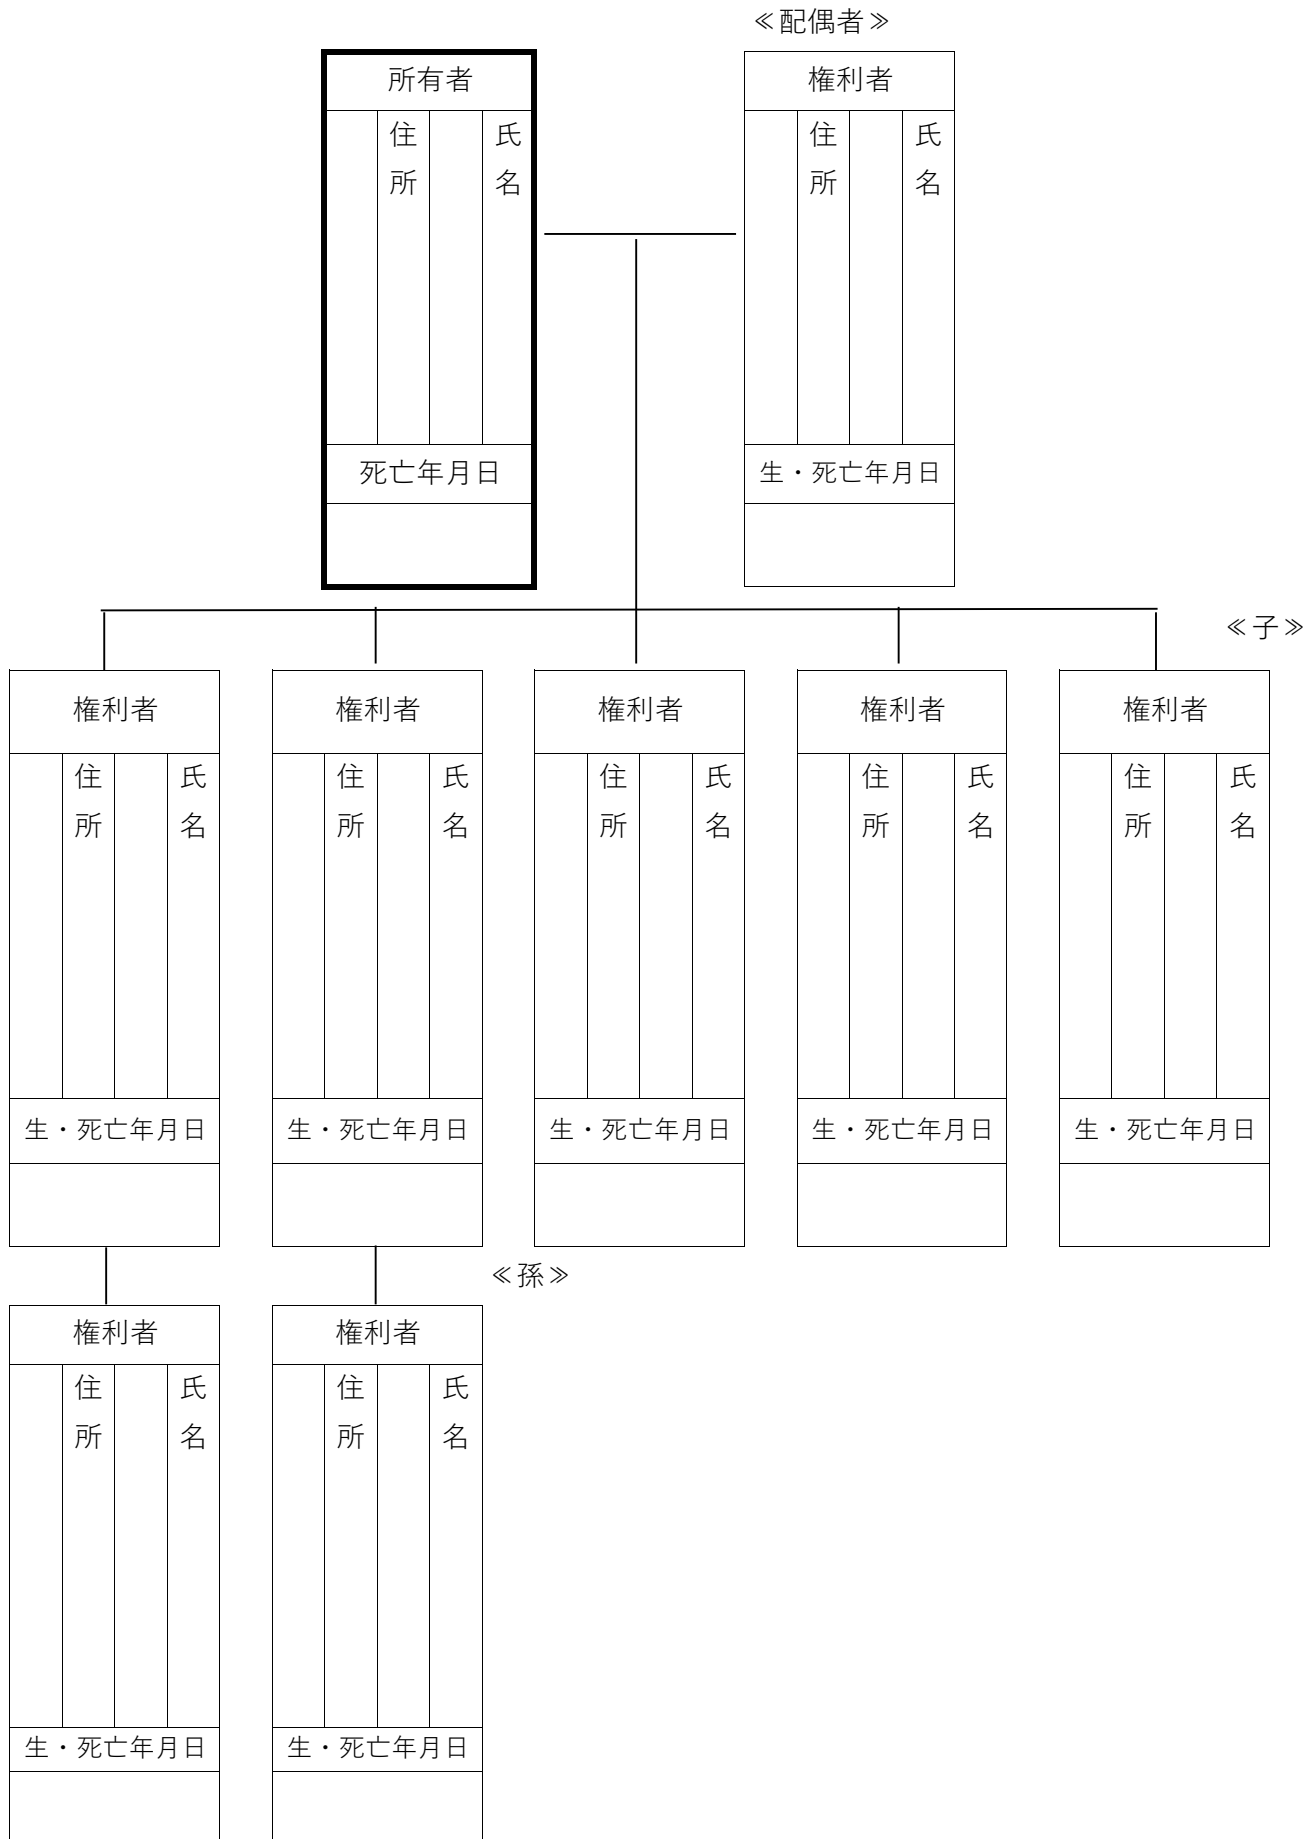 ≪配偶者≫
所有者
権利者
氏名
住所
氏名
住所
死亡年月日
生・死亡年月日
≪子≫
権利者
権利者
権利者
権利者
権利者
氏名
住所
氏名
住所
氏名
住所
氏名
住所
氏名
住所
生・死亡年月日
生・死亡年月日
生・死亡年月日
生・死亡年月日
生・死亡年月日
≪孫≫
権利者
権利者
氏名
住所
氏名
住所
生・死亡年月日
生・死亡年月日